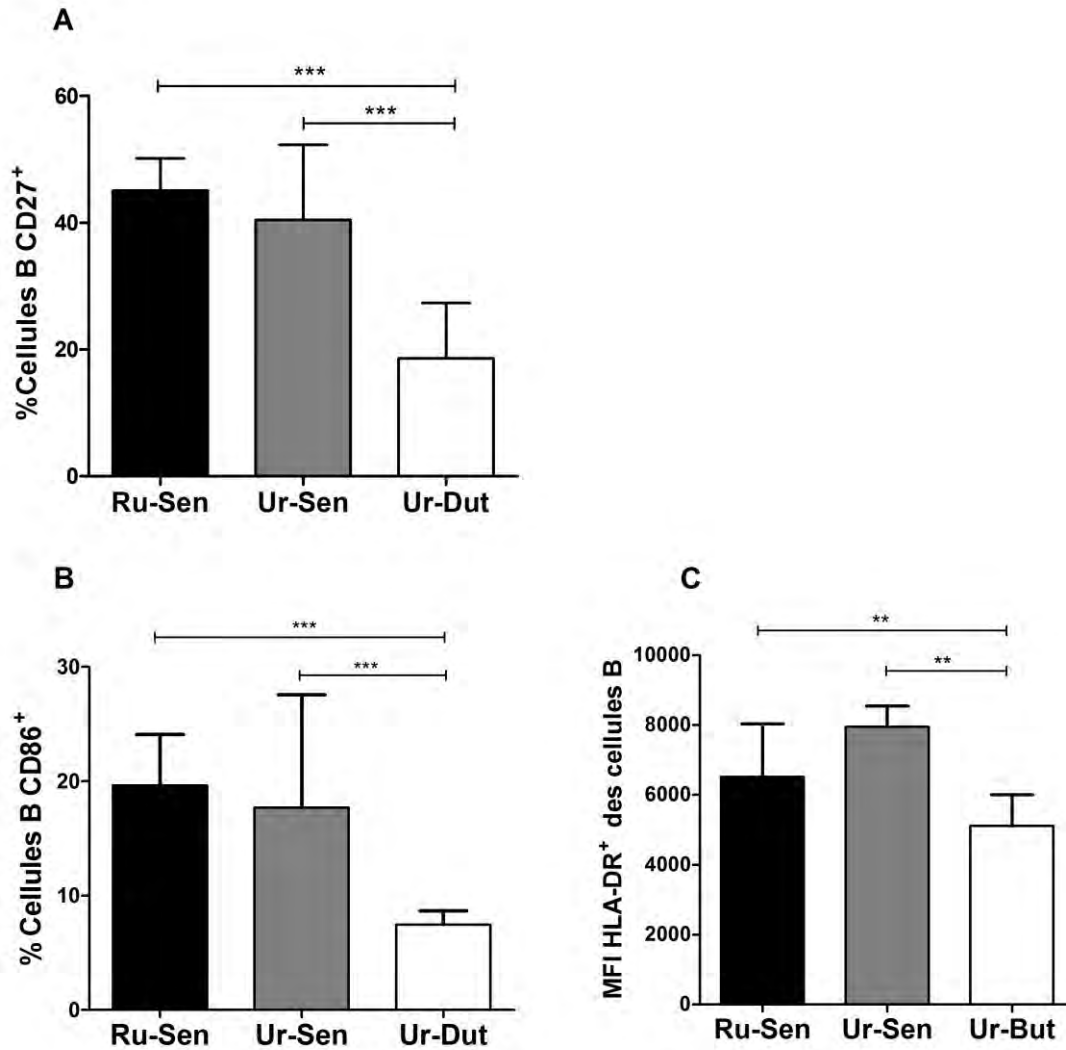 A
***
***
60
40
20
0
%Cellules B CD27+
Ru-Sen Ur-Sen Ur-Dut
B
***
***
30
20
10
0
% Cellules B CD86+
Ru-Sen Ur-Sen Ur-Dut
C
**
**
10000
8000
6000
4000
2000
0
MFI HLA-DR+ des cellules B
Ru-Sen Ur-Sen Ur-But